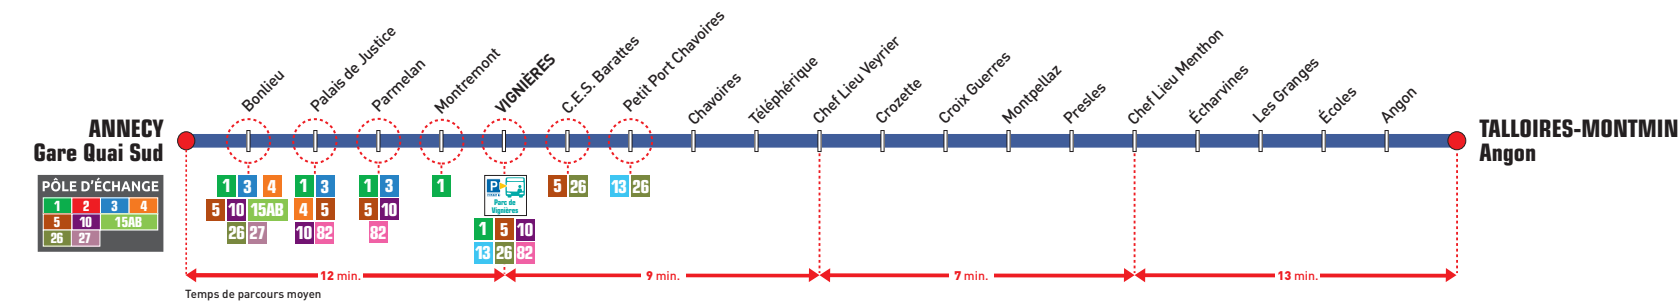 ANNECY
Gare Quai Sud
PÔLE D'ÉCHANGE
1 2 3 4
5 10 15AB
26 27
Bonlieu
Palais de Justice
Parmelan
Montremont
VIGNIÈRES
C.E.S. Barattes
Petit Port Chavoires
Chavoires
Téléphérique
Chef Lieu Veyrier
Crozette
Croix Guerres
Montpellaz
Presles
Chef Lieu Menthon
Écharvines
Les Granges
Écoles
Angon
TALLOIRES-MONTMIN
Angon
1 3 4
5 10 15AB
26 27
1 3
4 5
10 82
1 3
5 10
82
1
P
Parc de
Vignières
1 5 10
13 26 82
5 26
13 26
12 min.
9 min.
7 min.
13 min.
Temps de parcours moyen